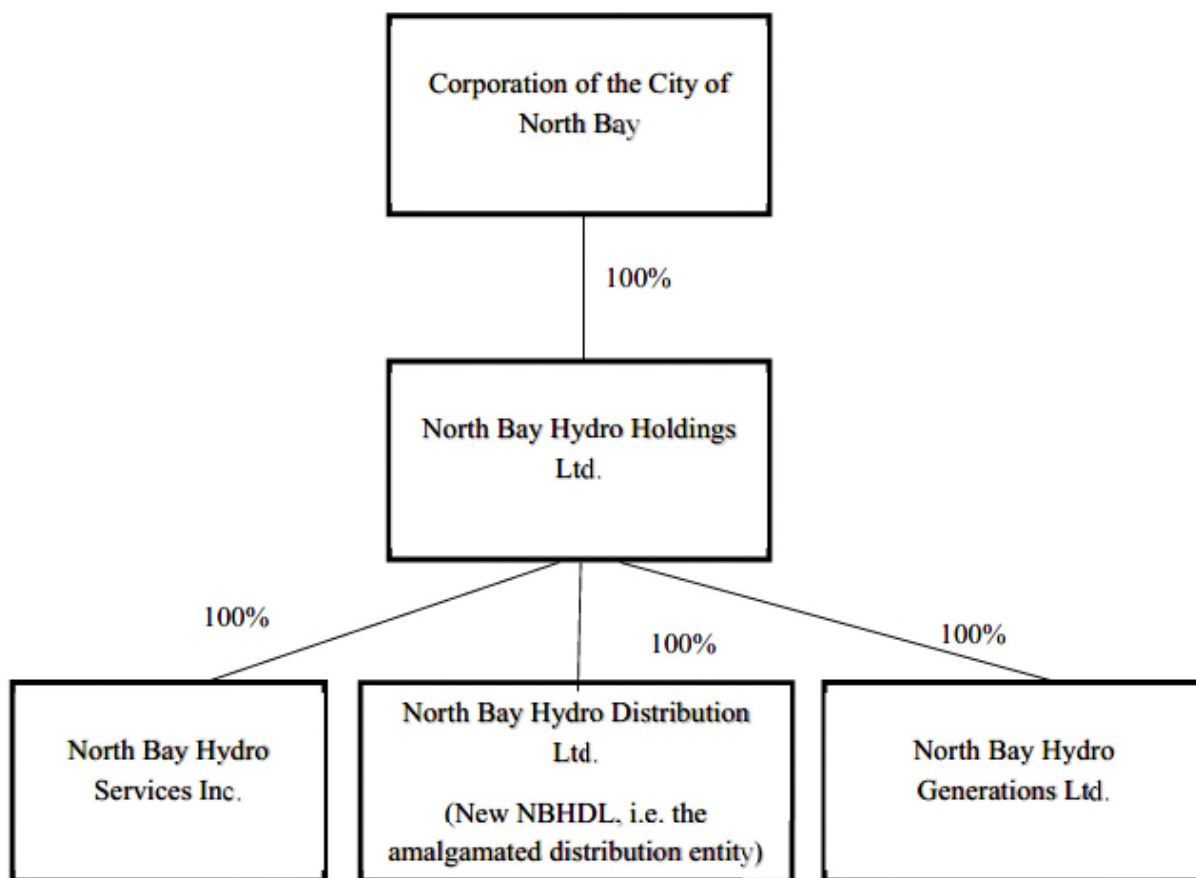 Corporation of the City of
North Bay
100%
North Bay Hydro Holdings
Ltd.
100%
100%
100%
North Bay Hydro
Services Inc.
North Bay Hydro Distribution
Ltd.
(New NBHDL, i.e. the
amalgamated distribution entity)
North Bay Hydro
Generations Ltd.